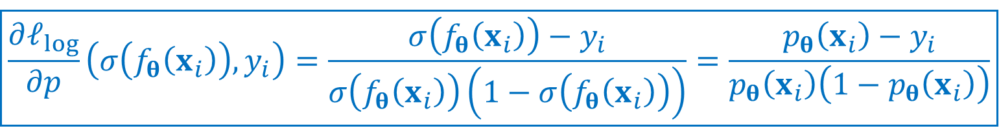 ∂ℓ_log/∂p (σ(f_𝛉(𝐱_i)), y_i) = (σ(f_𝛉(𝐱_i)) − y_i) / (σ(f_𝛉(𝐱_i))(1 − σ(f_𝛉(𝐱_i)))) = (p_𝛉(𝐱_i) − y_i) / (p_𝛉(𝐱_i)(1 − p_𝛉(𝐱_i)))